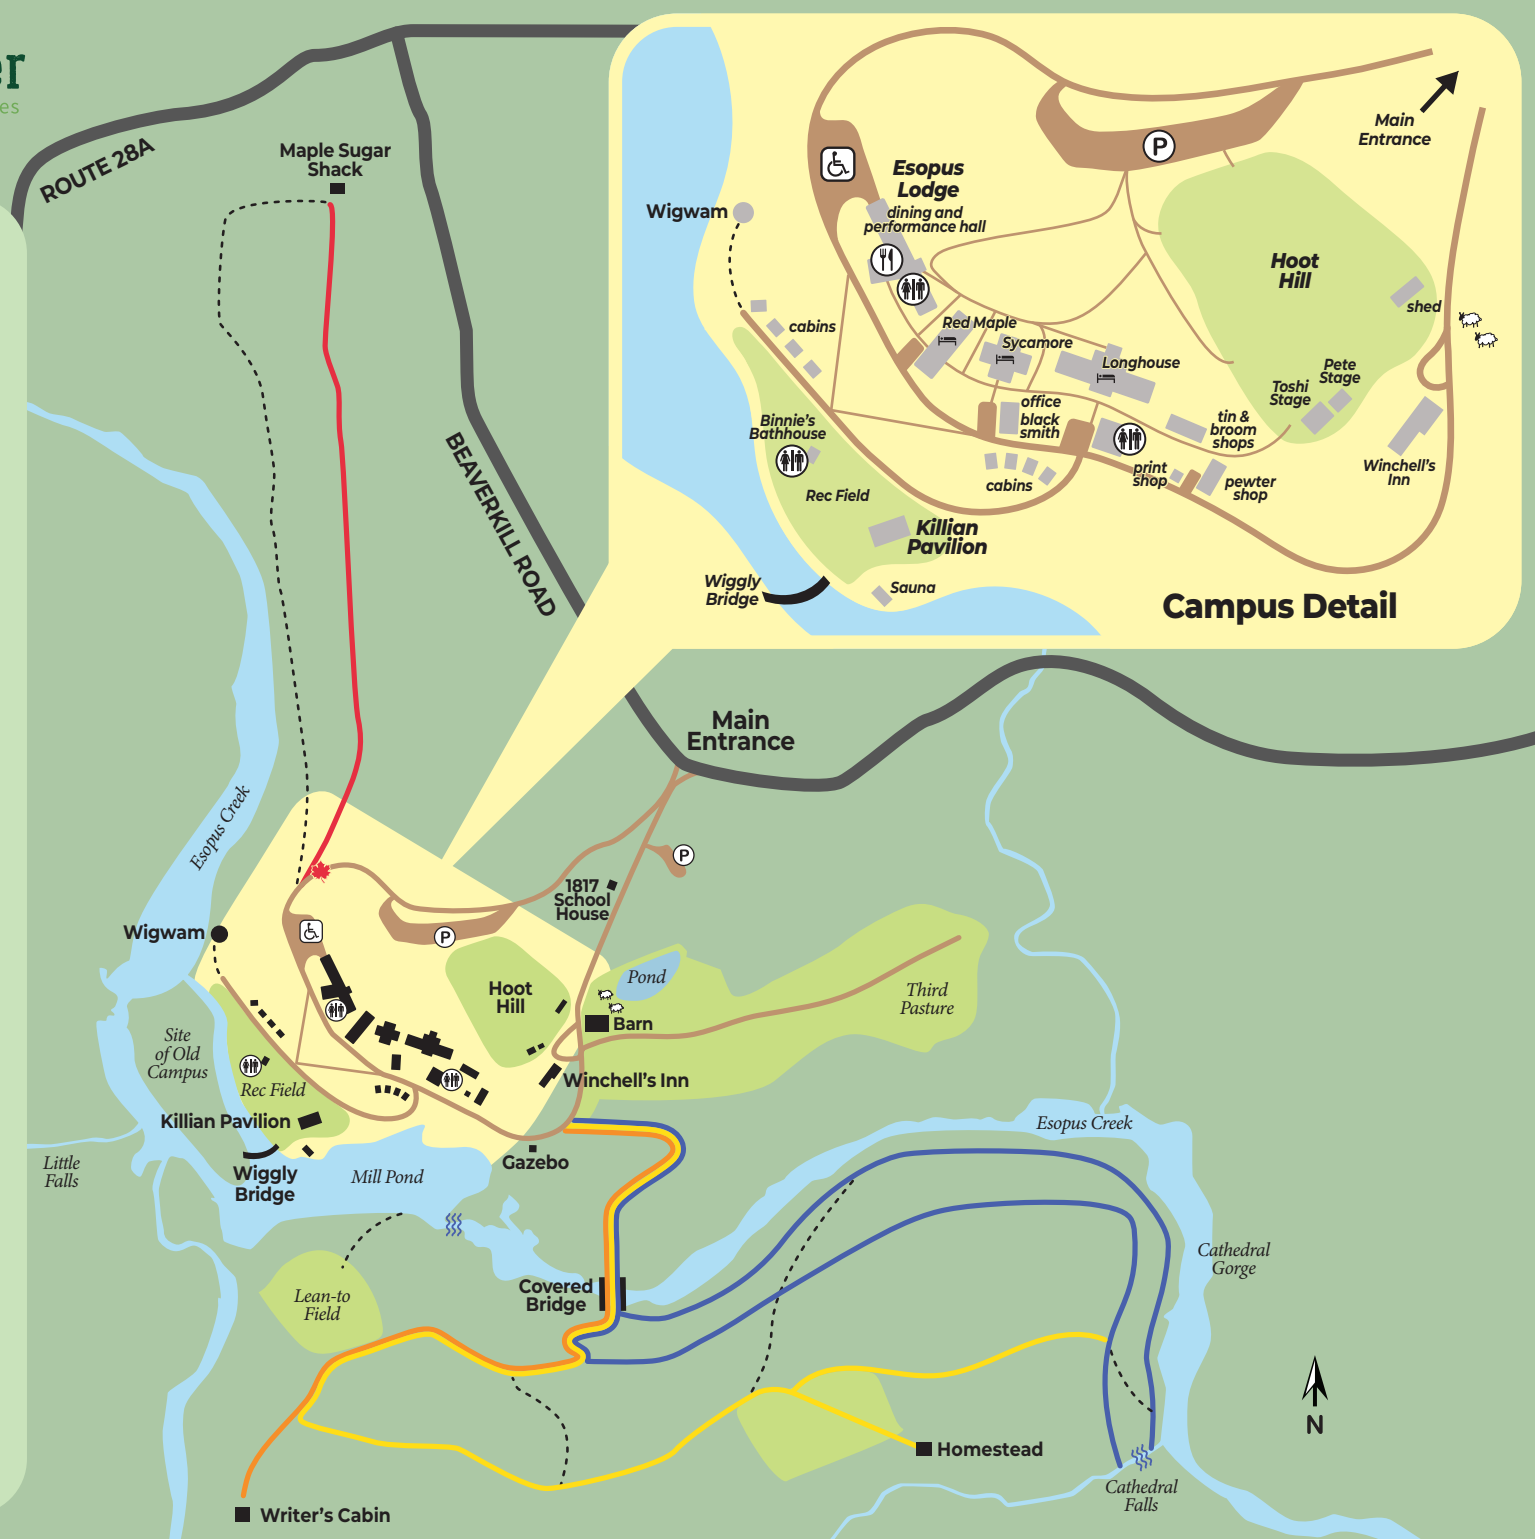 er
es
ROUTE 28A
Maple Sugar
Shack
BEAVERKILL ROAD
Main
Entrance
P
Esopus
Lodge
dining and
performance hall
Wigwam
Hoot
Hill
shed
cabins
Red Maple
Sycamore
Longhouse
Pete
Stage
Toshi
Stage
office
black
smith
tin &
broom
shops
Binnie's
Bathhouse
print
shop
pewter
shop
Winchell's
Inn
cabins
Rec Field
Killian
Pavilion
Wiggly
Bridge
Sauna
Campus Detail
Main
Entrance
Esopus Creek
P
1817
School
House
Wigwam
P
Pond
Hoot
Hill
Third
Pasture
Barn
Site
of Old
Campus
Rec Field
Winchell's Inn
Killian Pavilion
Esopus Creek
Little
Falls
Wiggly
Bridge
Mill Pond
Gazebo
Cathedral
Gorge
Covered
Bridge
Lean-to
Field
N
Homestead
Cathedral
Falls
Writer's Cabin